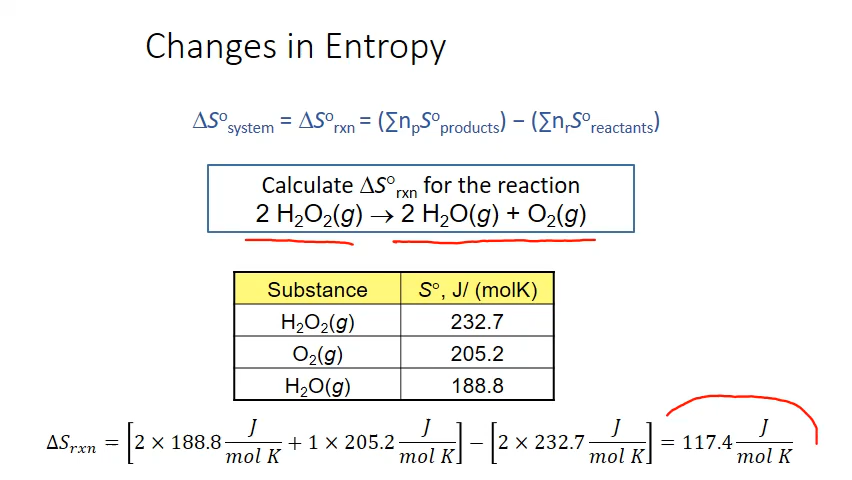 Changes in Entropy
ΔS°system = ΔS°rxn = (∑npS°products) − (∑nrS°reactants)
Calculate ΔS°rxn for the reaction
2 H₂O₂(g) → 2 H₂O(g) + O₂(g)
Substance S°, J/ (molK)
H₂O₂(g) 232.7
O₂(g) 205.2
H₂O(g) 188.8
ΔSrxn = [2 × 188.8 J/mol K + 1 × 205.2 J/mol K] − [2 × 232.7 J/mol K] = 117.4 J/mol K